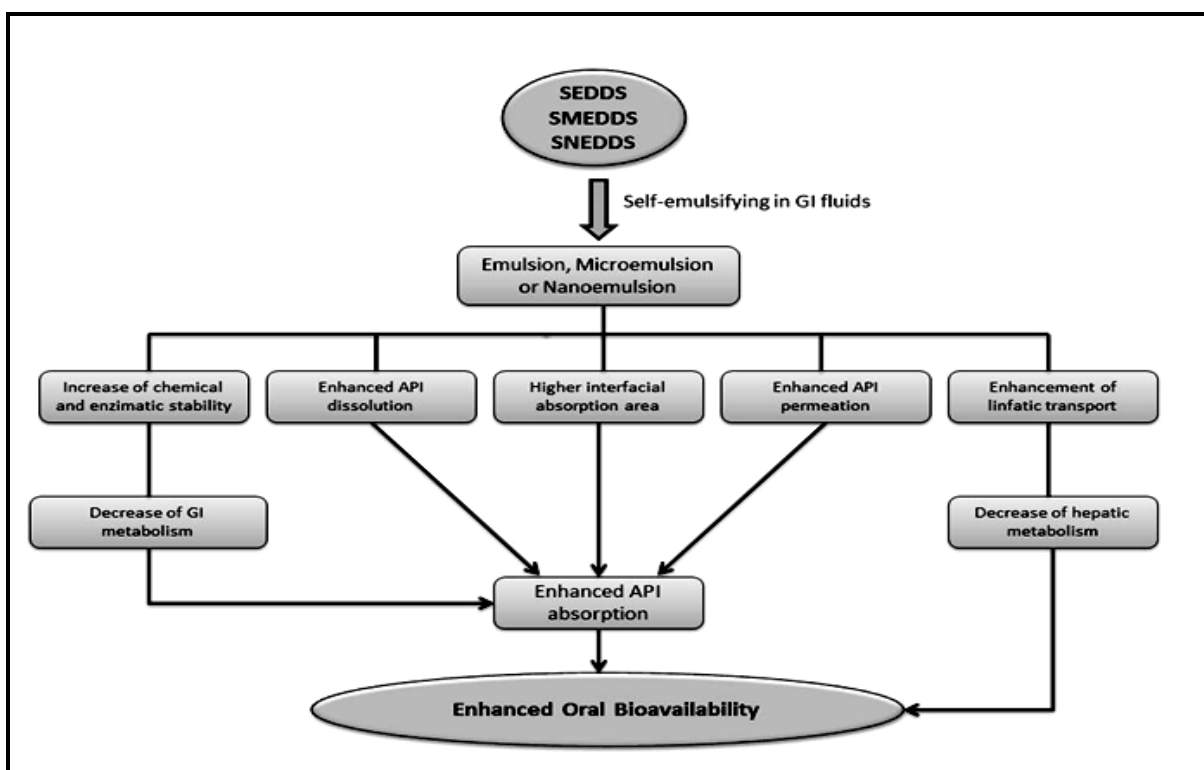 SEDDS
SMEDDS
SNEDDS
Self-emulsifying in GI fluids
Emulsion, Microemulsion
or Nanoemulsion
Increase of chemical
and enzimatic stability
Enhanced API
dissolution
Higher interfacial
absorption area
Enhanced API
permeation
Enhancement of
linfatic transport
Decrease of GI
metabolism
Decrease of hepatic
metabolism
Enhanced API
absorption
Enhanced Oral Bioavailability